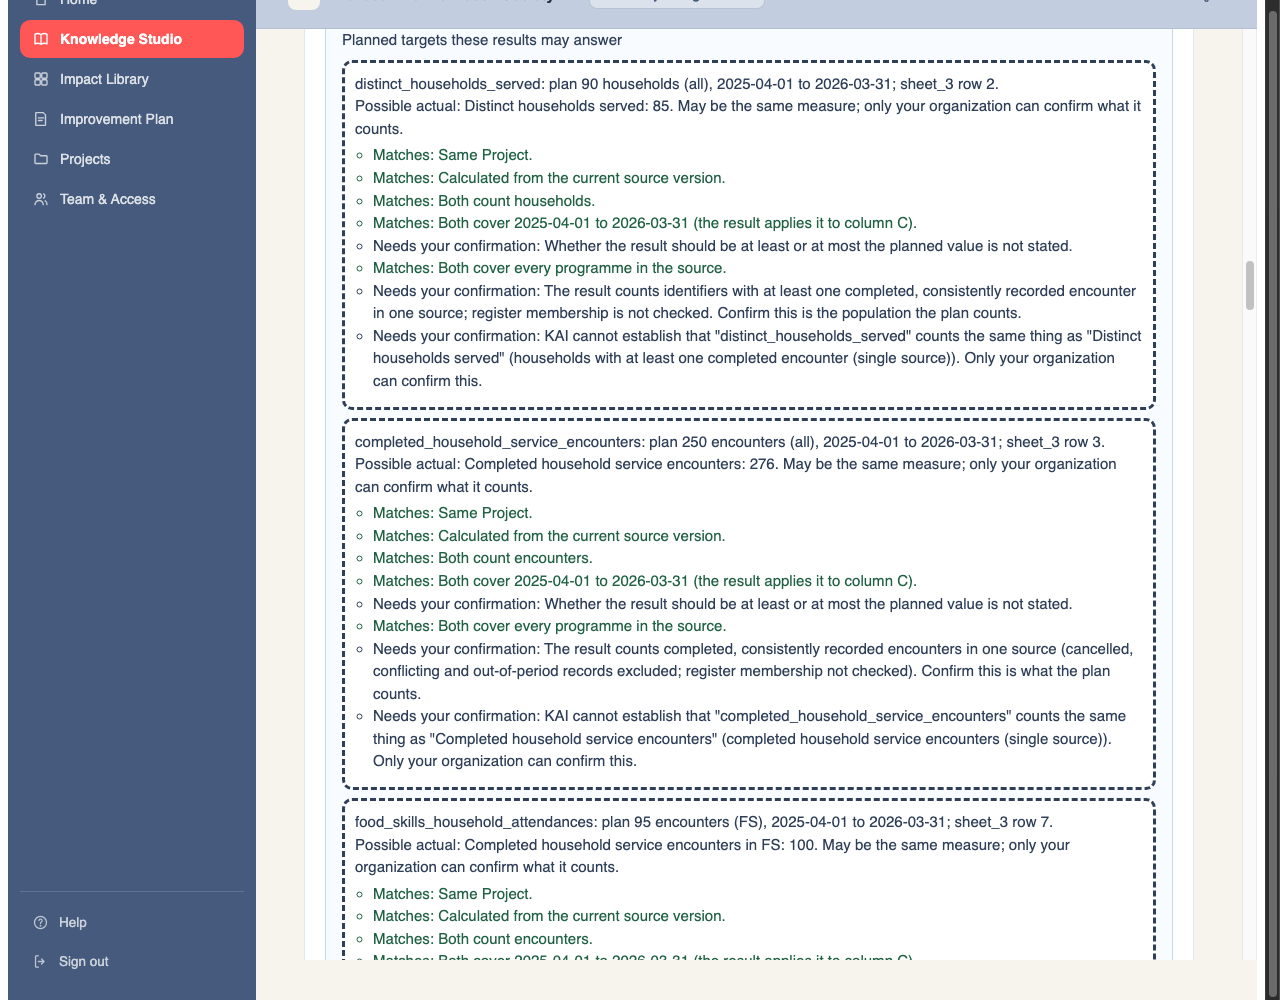 Home
Knowledge Studio
Impact Library
Improvement Plan
Projects
Team & Access
Help
Sign out
Planned targets these results may answer
distinct_households_served: plan 90 households (all), 2025-04-01 to 2026-03-31; sheet_3 row 2.
Possible actual: Distinct households served: 85. May be the same measure; only your organization can confirm what it
counts.
Matches: Same Project.
Matches: Calculated from the current source version.
Matches: Both count households.
Matches: Both cover 2025-04-01 to 2026-03-31 (the result applies it to column C).
Needs your confirmation: Whether the result should be at least or at most the planned value is not stated.
Matches: Both cover every programme in the source.
Needs your confirmation: The result counts identifiers with at least one completed, consistently recorded encounter
in one source; register membership is not checked. Confirm this is the population the plan counts.
Needs your confirmation: KAI cannot establish that "distinct_households_served" counts the same thing as "Distinct
households served" (households with at least one completed encounter (single source)). Only your organization
can confirm this.
completed_household_service_encounters: plan 250 encounters (all), 2025-04-01 to 2026-03-31; sheet_3 row 3.
Possible actual: Completed household service encounters: 276. May be the same measure; only your organization
can confirm what it counts.
Matches: Same Project.
Matches: Calculated from the current source version.
Matches: Both count encounters.
Matches: Both cover 2025-04-01 to 2026-03-31 (the result applies it to column C).
Needs your confirmation: Whether the result should be at least or at most the planned value is not stated.
Matches: Both cover every programme in the source.
Needs your confirmation: The result counts completed, consistently recorded encounters in one source (cancelled,
conflicting and out-of-period records excluded; register membership not checked). Confirm this is what the plan
counts.
Needs your confirmation: KAI cannot establish that "completed_household_service_encounters" counts the same
thing as "Completed household service encounters" (completed household service encounters (single source)).
Only your organization can confirm this.
food_skills_household_attendances: plan 95 encounters (FS), 2025-04-01 to 2026-03-31; sheet_3 row 7.
Possible actual: Completed household service encounters in FS: 100. May be the same measure; only your
organization can confirm what it counts.
Matches: Same Project.
Matches: Calculated from the current source version.
Matches: Both count encounters.
Matches: Both cover 2025-04-01 to 2026-03-31 (the result applies it to column C).